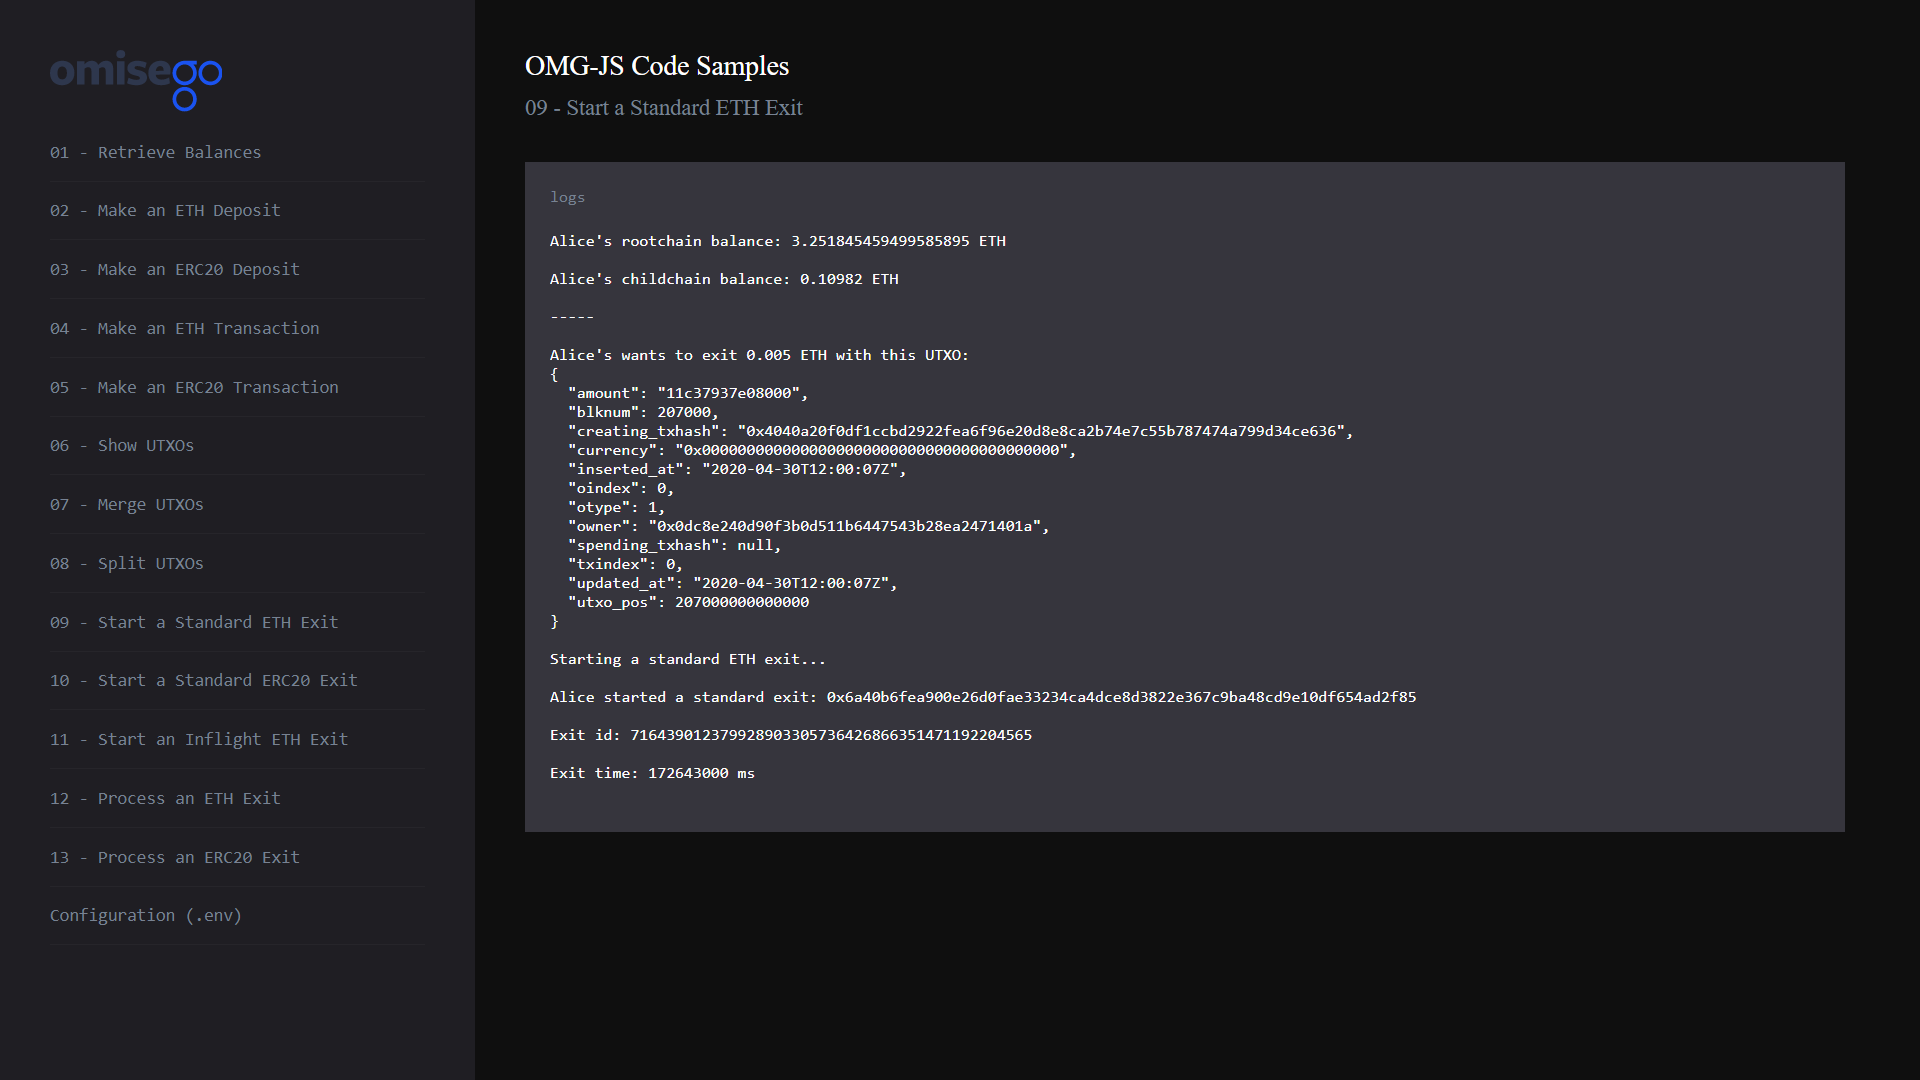 omisego
01 - Retrieve Balances
02 - Make an ETH Deposit
03 - Make an ERC20 Deposit
04 - Make an ETH Transaction
05 - Make an ERC20 Transaction
06 - Show UTXOs
07 - Merge UTXOs
08 - Split UTXOs
09 - Start a Standard ETH Exit
10 - Start a Standard ERC20 Exit
11 - Start an Inflight ETH Exit
12 - Process an ETH Exit
13 - Process an ERC20 Exit
Configuration (.env)
OMG-JS Code Samples
09 - Start a Standard ETH Exit
logs
Alice's rootchain balance: 3.251845459499585895 ETH
Alice's childchain balance: 0.10982 ETH
-----
Alice's wants to exit 0.005 ETH with this UTXO:
{
"amount": "11c37937e08000",
"blknum": 207000,
"creating_txhash": "0x4040a20f0df1ccbd2922fea6f96e20d8e8ca2b74e7c55b787474a799d34ce636",
"currency": "0x0000000000000000000000000000000000000000",
"inserted_at": "2020-04-30T12:00:07Z",
"oindex": 0,
"otype": 1,
"owner": "0x0dc8e240d90f3b0d511b6447543b28ea2471401a",
"spending_txhash": null,
"txindex": 0,
"updated_at": "2020-04-30T12:00:07Z",
"utxo_pos": 207000000000000
}
Starting a standard ETH exit...
Alice started a standard exit: 0x6a40b6fea900e26d0fae33234ca4dce8d3822e367c9ba48cd9e10df654ad2f85
Exit id: 716439012379928903305736426866351471192204565
Exit time: 172643000 ms